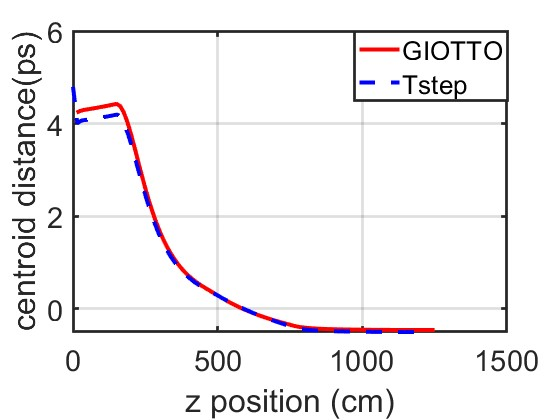 6
GIOTTO
Tstep
4
2
0
centroid distance(ps)
0 500 1000 1500
z position (cm)